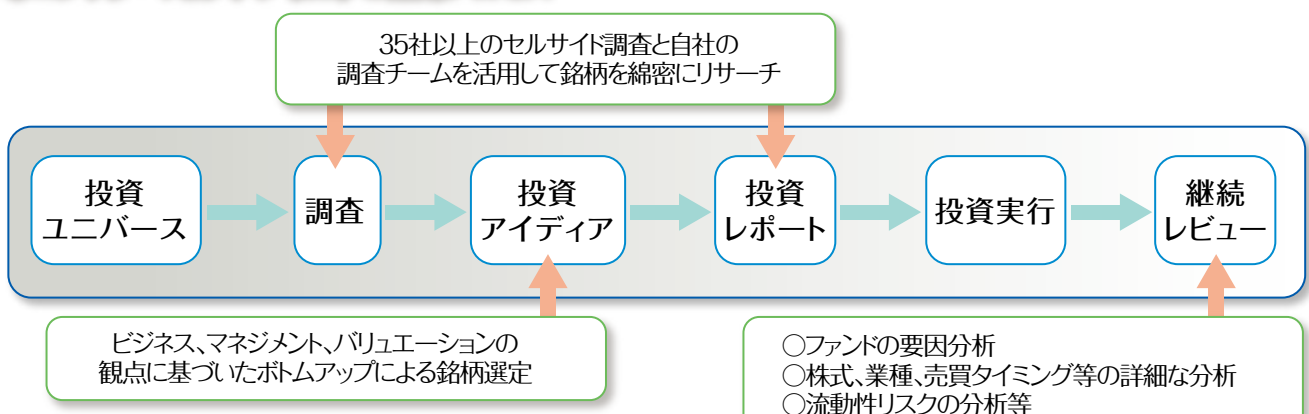 35社以上のセルサイド調査と自社の
調査チームを活用して銘柄を綿密にリサーチ
投資
ユニバース
調査
投資
アイディア
投資
レポート
投資実行
継続
レビュー
ビジネス、マネジメント、バリュエーションの
観点に基づいたボトムアップによる銘柄選定
○ファンドの要因分析
○株式、業種、売買タイミング等の詳細な分析
○流動性リスクの分析等